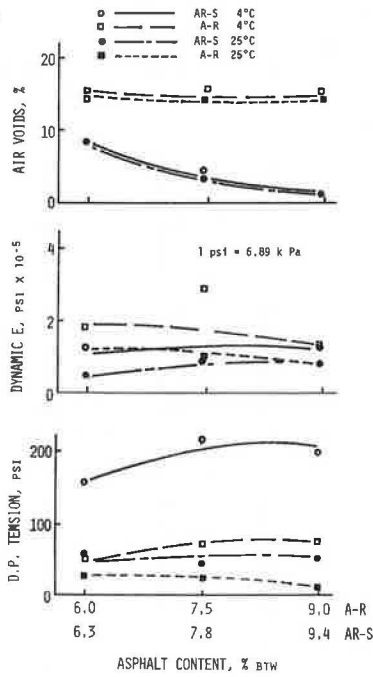 AR-S 4°C
A-R 4°C
AR-S 25°C
A-R 25°C
20
10
0
AIR VOIDS, %
1 psi = 6.89 k Pa
4
2
0
DYNAMIC E, PSI X 10-5
200
100
0
D.P. TENSION, PSI
6.0 7.5 9.0 A-R
6.3 7.8 9.4 AR-S
ASPHALT CONTENT, % BTW